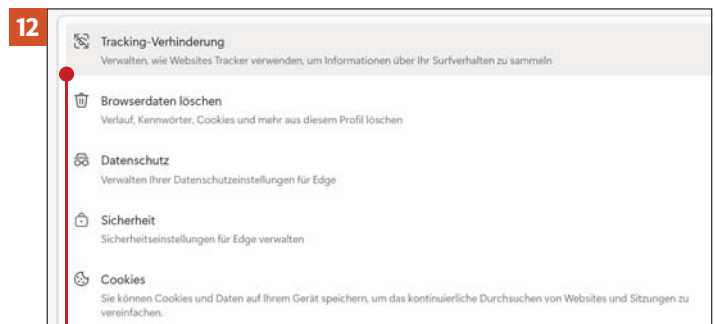 12
Tracking-Verhinderung
Verwalten, wie Websites Tracker verwenden, um Informationen über Ihr Surfverhalten zu sammeln
Browserdaten löschen
Verlauf, Kennwörter, Cookies und mehr aus diesem Profil löschen
Datenschutz
Verwalten Ihrer Datenschutzeinstellungen für Edge
Sicherheit
Sicherheitseinstellungen für Edge verwalten
Cookies
Sie können Cookies und Daten auf Ihrem Gerät speichern, um das kontinuierliche Durchsuchen von Websites und Sitzungen zu
vereinfachen.